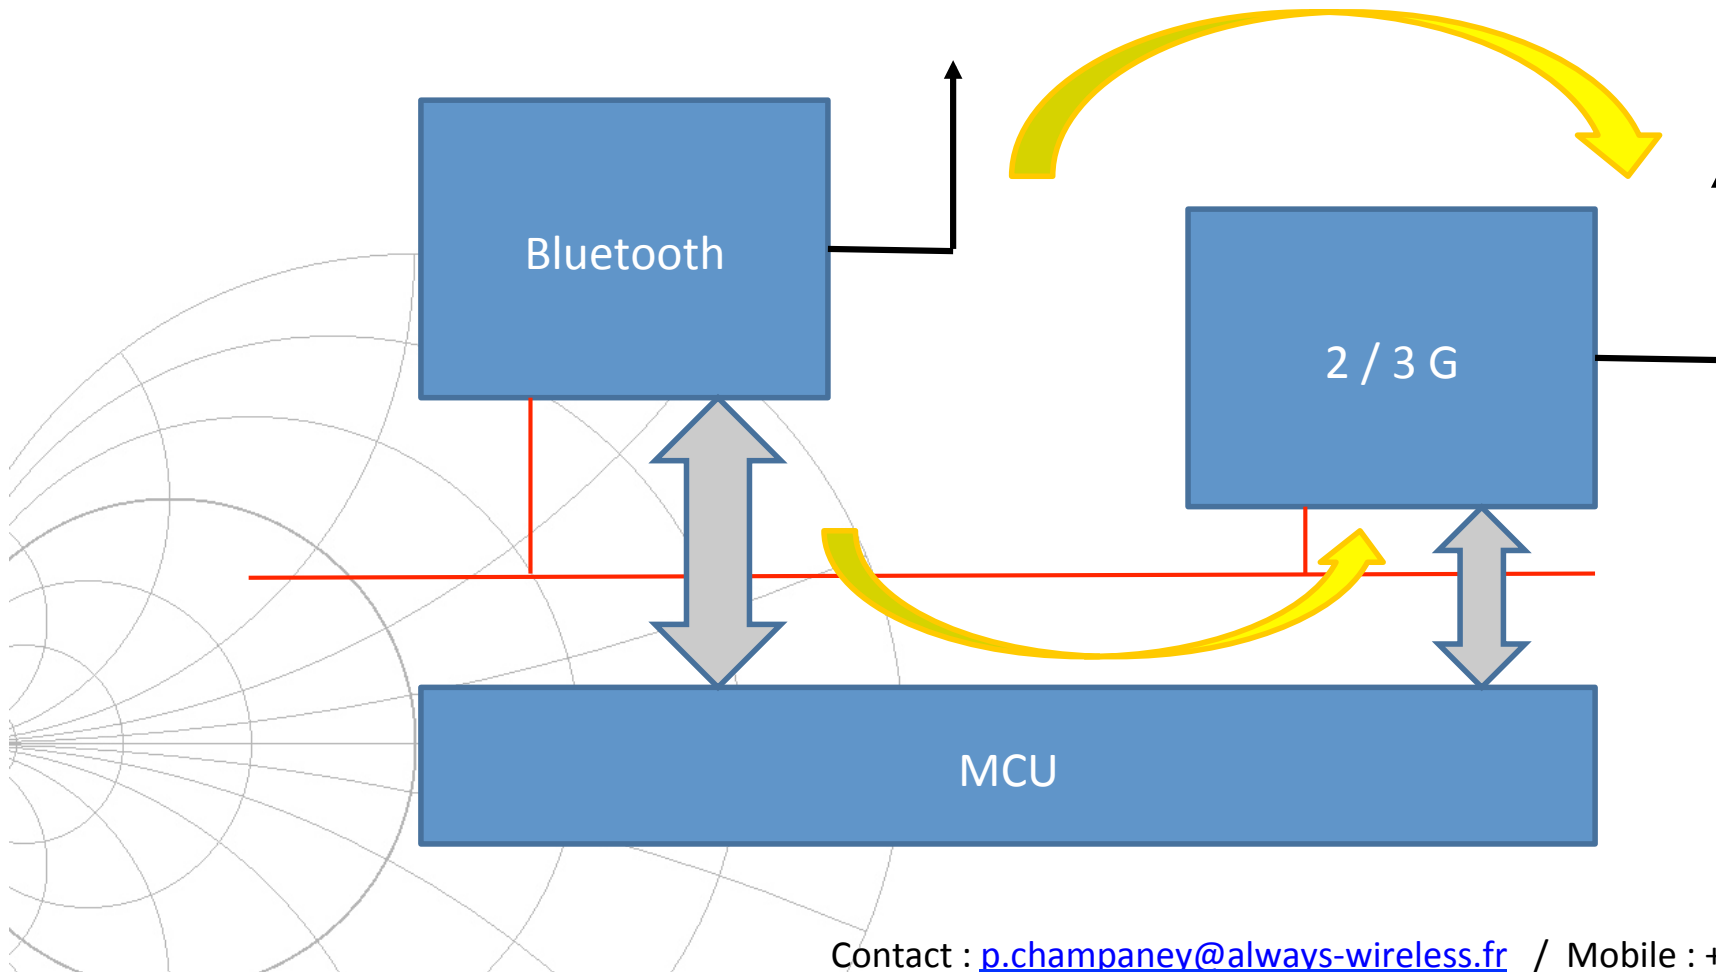 Bluetooth
2 / 3 G
MCU
Contact : p.champaney@always-wireless.fr / Mobile : +